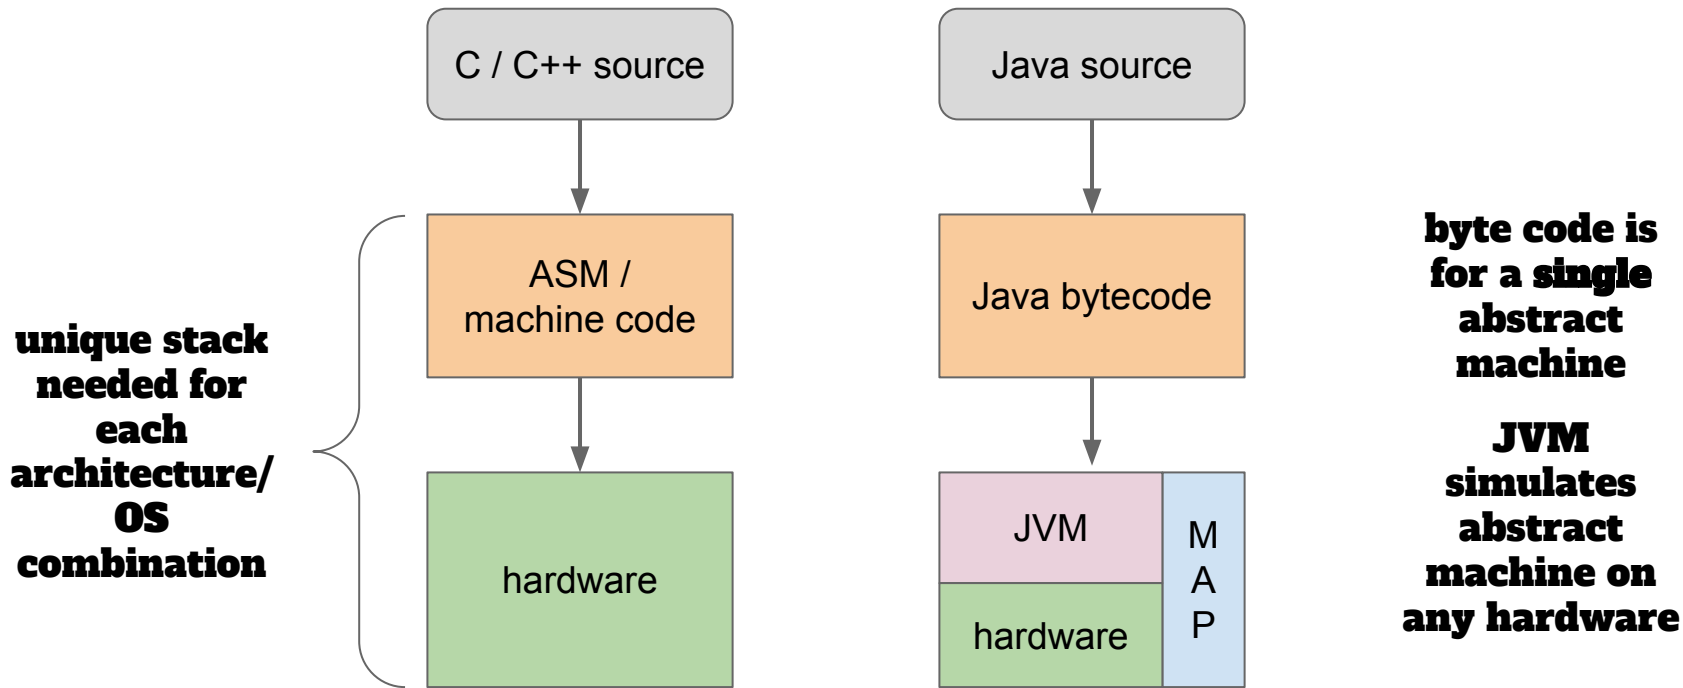 C / C++ source
Java source
ASM /
machine code
Java bytecode
byte code is
for a single
abstract
machine
unique stack
needed for
each
architecture/
OS
combination
hardware
JVM
hardware
M
A
P
JVM
simulates
abstract
machine on
any hardware